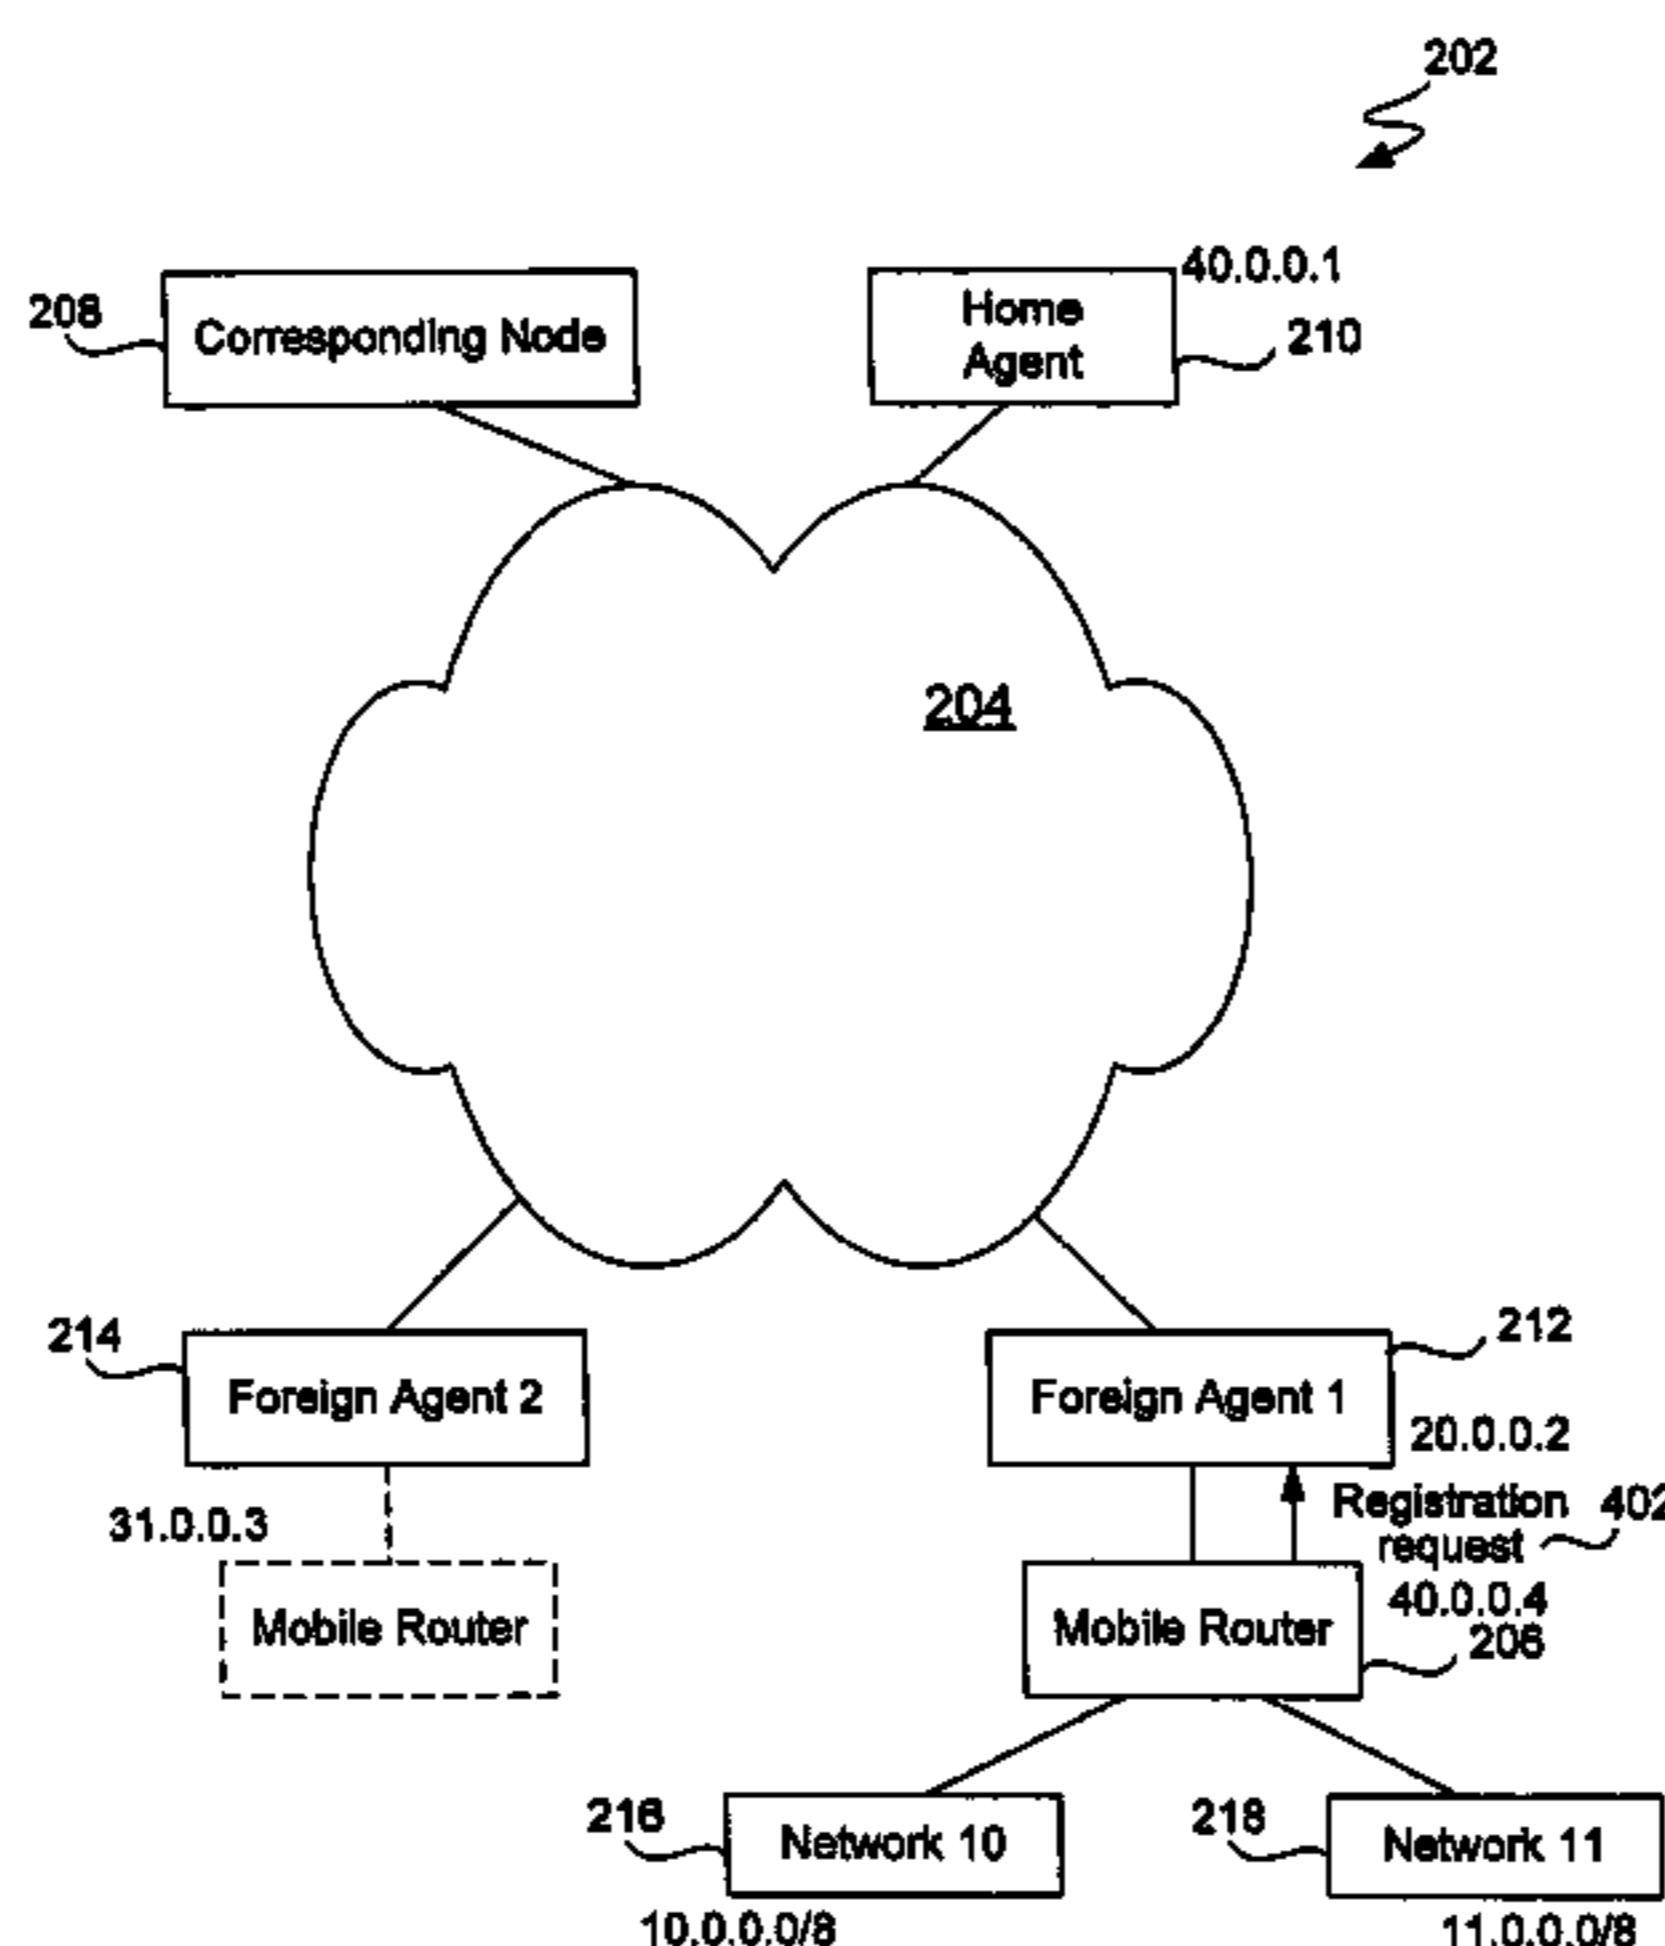 202
40.0.0.1
208
Corresponding Node
Home
Agent
210
204
214
Foreign Agent 2
212
Foreign Agent 1
20.0.0.2
31.0.0.3
Registration 402
request
40.0.0.4
Mobile Router
Mobile Router
206
216
Network 10
218
Network 11
10.0.0.0/8
11.0.0.0/8